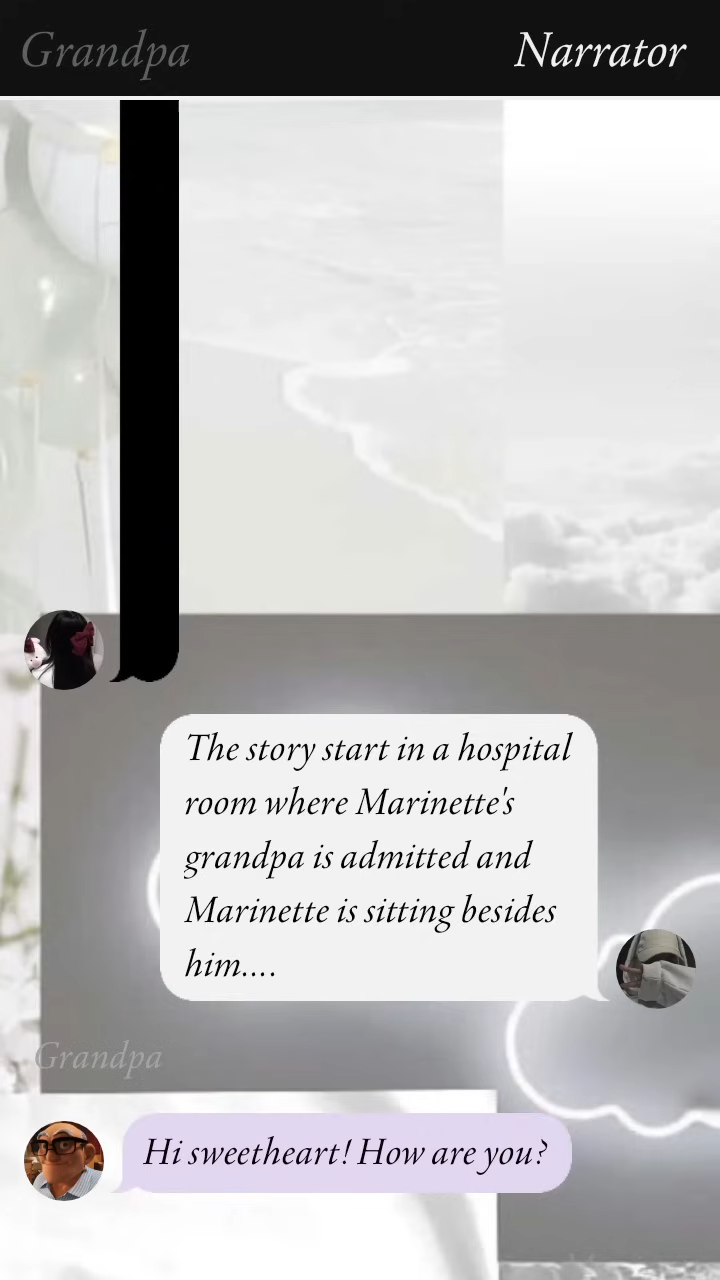 Grandpa
Narrator
The story start in a hospital
room where Marinette's
grandpa is admitted and
Marinette is sitting besides
him....
Grandpa
Hi sweetheart! How are you?